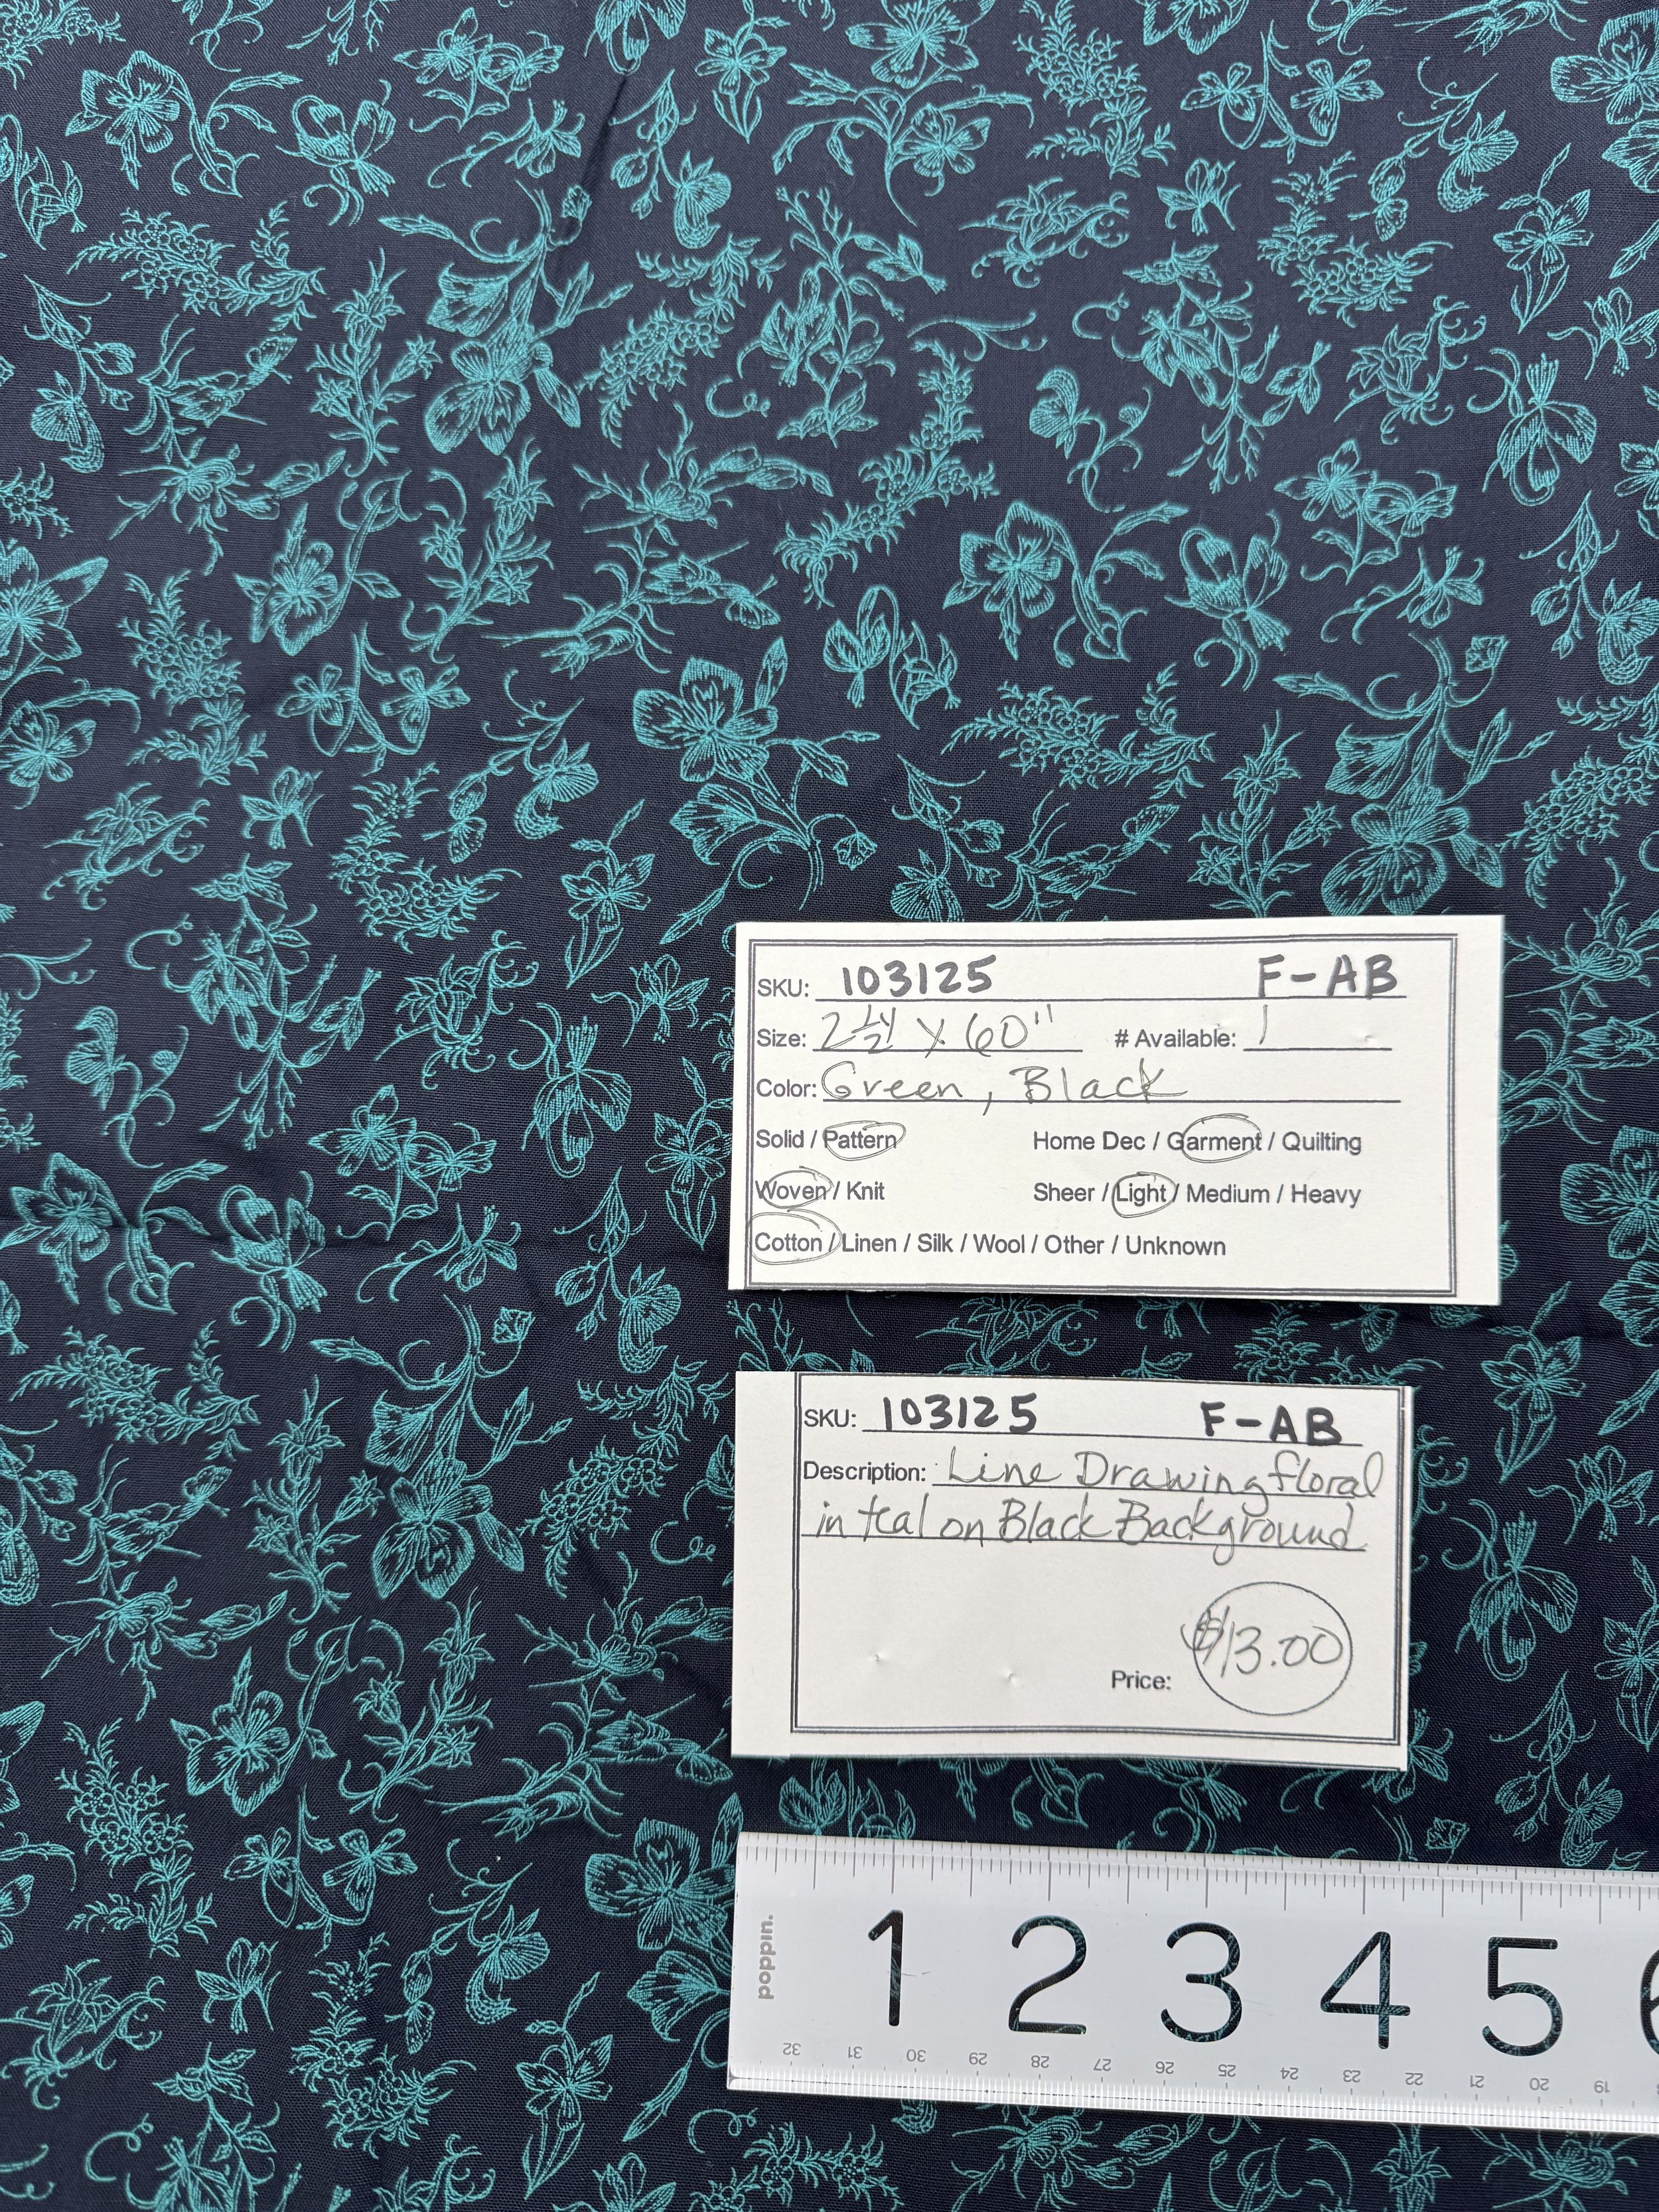 SKU: 103125 F-AB
Size: 2 1/2 y x 60" # Available: 1
Color: Green, Black
Solid / Pattern Home Dec / Garment / Quilting
Woven / Knit Sheer / Light / Medium / Heavy
Cotton / Linen / Silk / Wool / Other / Unknown
SKU: 103125 F-AB
Description: Line Drawing floral
in teal on Black Background
$13.00
Price:
poppin.
1 2 3 4 5 6
32 31 30 29 28 27 26 25 24 23 22 21 20 19